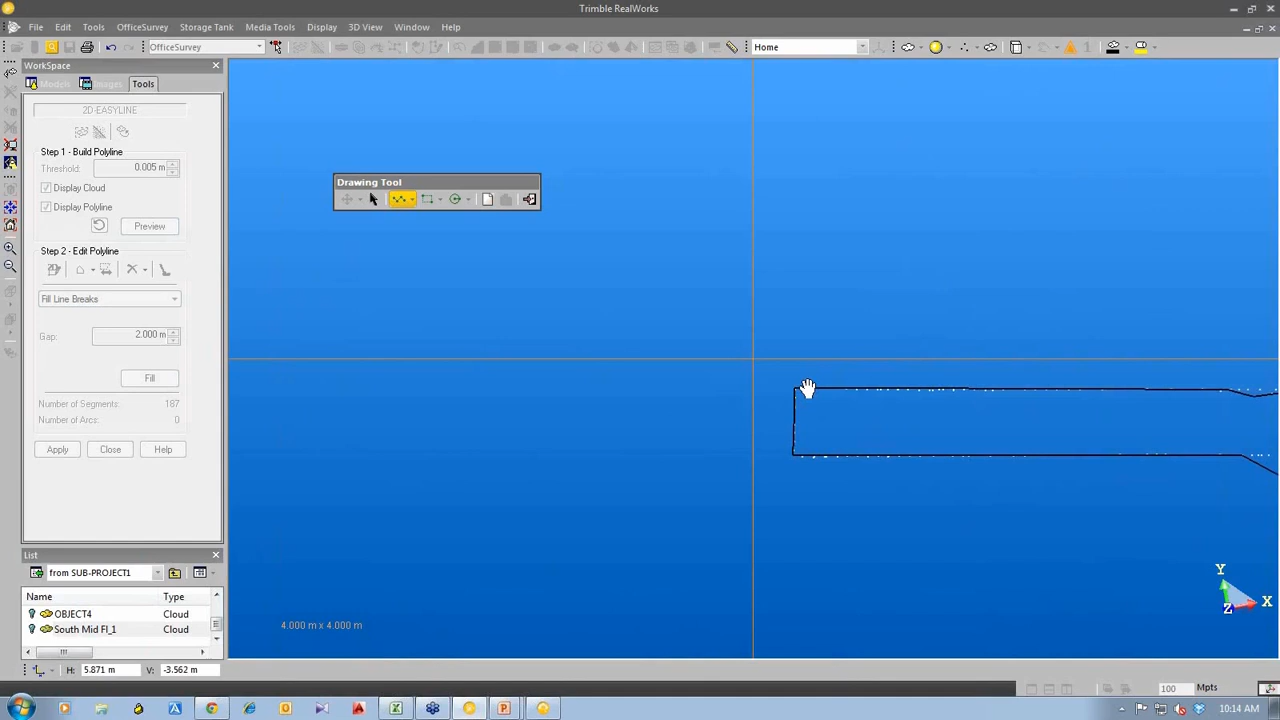 Trimble RealWorks
File Edit Tools OfficeSurvey Storage Tank Media Tools Display 3D View Window Help
OfficeSurvey Home
WorkSpace
Models Images Tools
2D-EASYLINE
Step 1 - Build Polyline
Threshold: 0.005 m
Display Cloud
Display Polyline
Preview
Step 2 - Edit Polyline
Fill Line Breaks
Gap: 2.000 m
Fill
Number of Segments: 187
Number of Arcs: 0
Apply Close Help
Drawing Tool
List
from SUB-PROJECT1
Name Type
OBJECT4 Cloud
South Mid Fl_1 Cloud
4.000 m x 4.000 m
Y
X
Z
H: 5.871 m V: -3.562 m
100 Mpts
10:14 AM